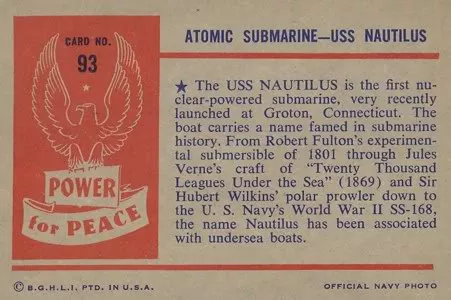 CARD NO.
93
POWER
for PEACE
ATOMIC SUBMARINE—USS NAUTILUS
★ The USS NAUTILUS is the first nu-
clear-powered submarine, very recently
launched at Groton, Connecticut. The
boat carries a name famed in submarine
history. From Robert Fulton's experimen-
tal submersible of 1801 through Jules
Verne's craft of "Twenty Thousand
Leagues Under the Sea" (1869) and Sir
Hubert Wilkins' polar prowler down to
the U. S. Navy's World War II SS-168,
the name Nautilus has been associated
with undersea boats.
© B.G.H.L.I. PTD. IN U.S.A.
OFFICIAL NAVY PHOTO